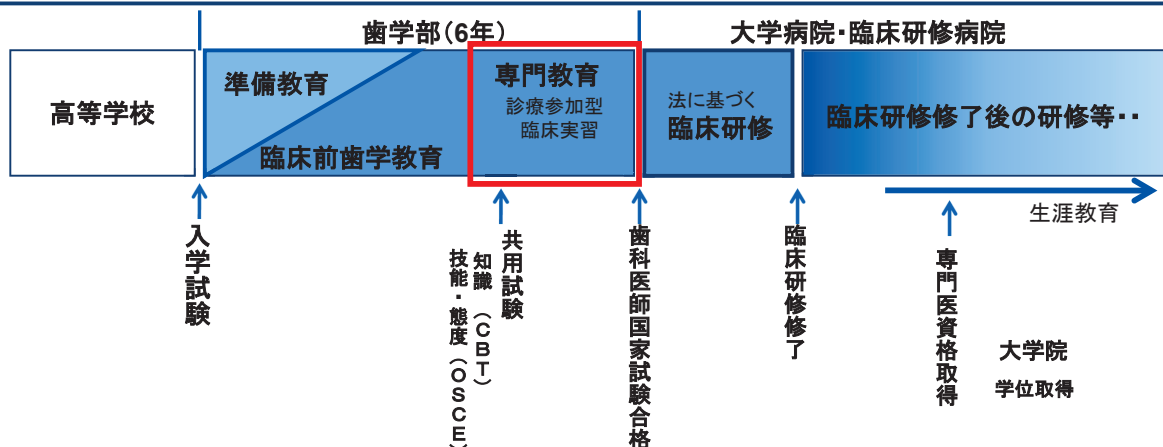 歯学部(6年)
大学病院・臨床研修病院
高等学校
準備教育
臨床前歯学教育
専門教育
診療参加型
臨床実習
法に基づく
臨床研修
臨床研修修了後の研修等・・
生涯教育
入学試験
共用試験
知識 (CBT)
技能・態度(OSCE)
歯科医師国家試験合格
臨床研修修了
専門医資格取得
大学院
学位取得